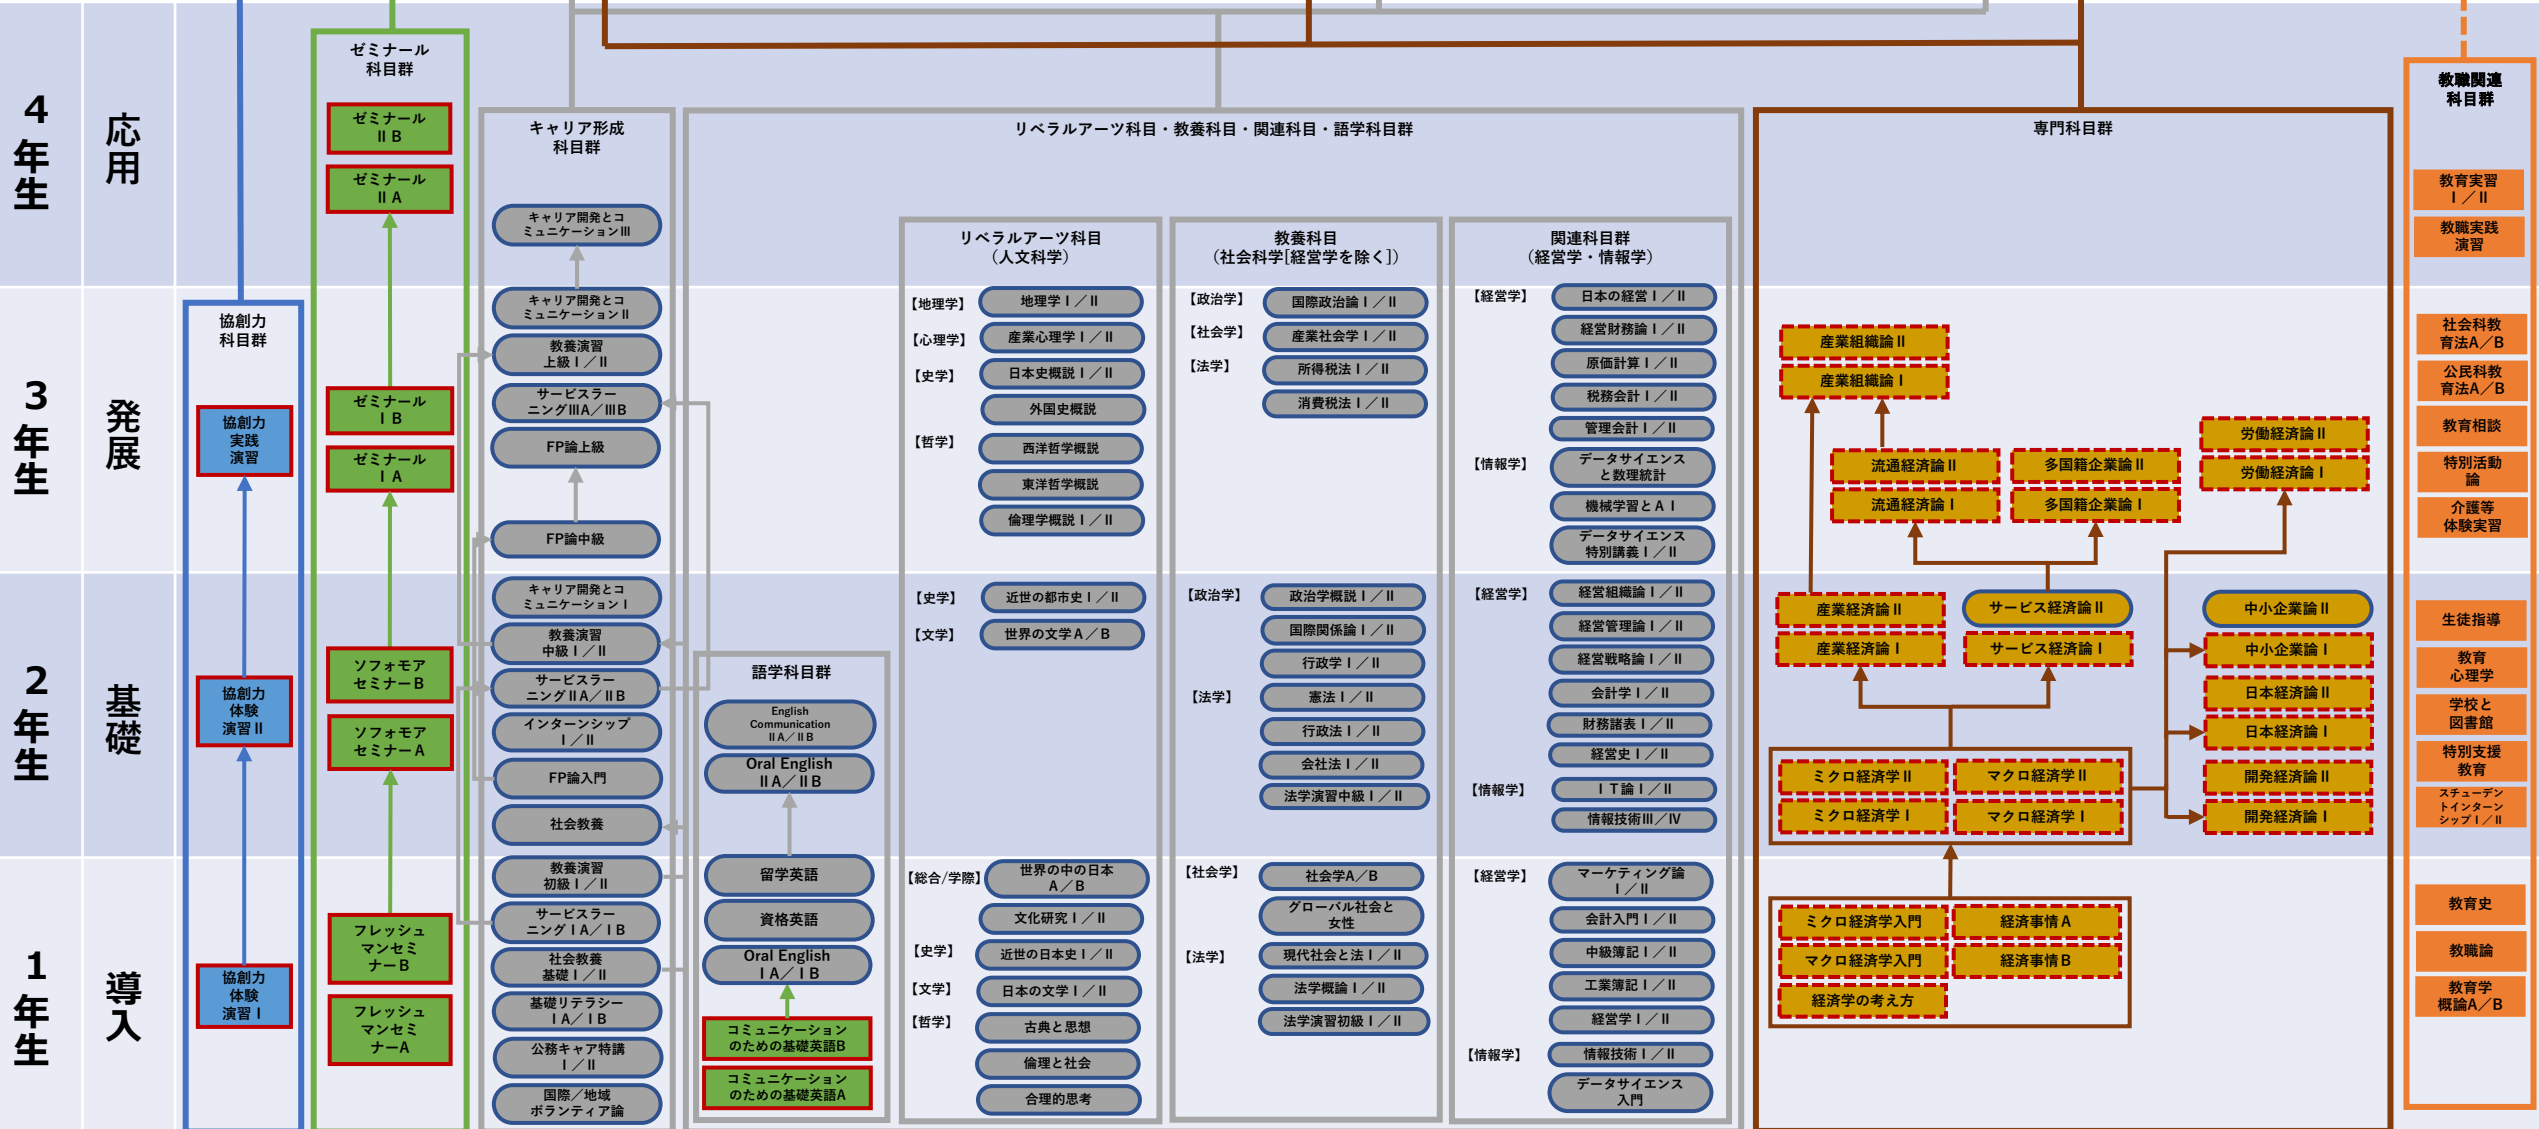 4年生
応用
3年生
発展
2年生
基礎
1年生
導入
協創力
科目群
協創力
実践
演習
協創力
体験
演習Ⅱ
協創力
体験
演習Ⅰ
ゼミナール
科目群
ゼミナール
ⅡB
ゼミナール
ⅡA
ゼミナール
ⅠB
ゼミナール
ⅠA
ソフォモア
セミナーB
ソフォモア
セミナーA
フレッシュ
マンセミ
ナーB
フレッシュ
マンセミ
ナーA
キャリア形成
科目群
キャリア開発とコ
ミュニケーションⅢ
キャリア開発とコ
ミュニケーションⅡ
教養演習
上級Ⅰ／Ⅱ
サービスラー
ニングⅢA／ⅢB
FP論上級
FP論中級
キャリア開発とコ
ミュニケーションⅠ
教養演習
中級Ⅰ／Ⅱ
サービスラー
ニングⅡA／ⅡB
インターンシップ
Ⅰ／Ⅱ
FP論入門
社会教養
教養演習
初級Ⅰ／Ⅱ
サービスラー
ニングⅠA／ⅠB
社会教養
基礎Ⅰ／Ⅱ
基礎リテラシー
ⅠA／ⅠB
公務キャア特講
Ⅰ／Ⅱ
国際／地域
ボランティア論
リベラルアーツ科目・教養科目・関連科目・語学科目群
語学科目群
English
Communication
ⅡA／ⅡB
Oral English
ⅡA／ⅡB
留学英語
資格英語
Oral English
ⅠA／ⅠB
コミュニケーション
のための基礎英語B
コミュニケーション
のための基礎英語A
リベラルアーツ科目
（人文科学）
【地理学】
地理学Ⅰ／Ⅱ
【心理学】
産業心理学Ⅰ／Ⅱ
【史学】
日本史概説Ⅰ／Ⅱ
外国史概説
【哲学】
西洋哲学概説
東洋哲学概説
倫理学概説Ⅰ／Ⅱ
【史学】
近世の都市史Ⅰ／Ⅱ
【文学】
世界の文学A／B
【総合/学際】
世界の中の日本
A／B
文化研究Ⅰ／Ⅱ
【史学】
近世の日本史Ⅰ／Ⅱ
【文学】
日本の文学Ⅰ／Ⅱ
【哲学】
古典と思想
倫理と社会
合理的思考
教養科目
（社会科学[経営学を除く]）
【政治学】
国際政治論Ⅰ／Ⅱ
【社会学】
産業社会学Ⅰ／Ⅱ
【法学】
所得税法Ⅰ／Ⅱ
消費税法Ⅰ／Ⅱ
【政治学】
政治学概説Ⅰ／Ⅱ
国際関係論Ⅰ／Ⅱ
行政学Ⅰ／Ⅱ
【法学】
憲法Ⅰ／Ⅱ
行政法Ⅰ／Ⅱ
会社法Ⅰ／Ⅱ
法学演習中級Ⅰ／Ⅱ
【社会学】
社会学A／B
グローバル社会と
女性
【法学】
現代社会と法Ⅰ／Ⅱ
法学概論Ⅰ／Ⅱ
法学演習初級Ⅰ／Ⅱ
関連科目群
（経営学・情報学）
【経営学】
日本の経営Ⅰ／Ⅱ
経営財務論Ⅰ／Ⅱ
原価計算Ⅰ／Ⅱ
税務会計Ⅰ／Ⅱ
管理会計Ⅰ／Ⅱ
【情報学】
データサイエンス
と数理統計
機械学習とAI
データサイエンス
特別講義Ⅰ／Ⅱ
【経営学】
経営組織論Ⅰ／Ⅱ
経営管理論Ⅰ／Ⅱ
経営戦略論Ⅰ／Ⅱ
会計学Ⅰ／Ⅱ
財務諸表Ⅰ／Ⅱ
経営史Ⅰ／Ⅱ
【情報学】
IT論Ⅰ／Ⅱ
情報技術Ⅲ／Ⅳ
【経営学】
マーケティング論
Ⅰ／Ⅱ
会計入門Ⅰ／Ⅱ
中級簿記Ⅰ／Ⅱ
工業簿記Ⅰ／Ⅱ
経営学Ⅰ／Ⅱ
【情報学】
情報技術Ⅰ／Ⅱ
データサイエンス
入門
専門科目群
産業組織論Ⅱ
産業組織論Ⅰ
流通経済論Ⅱ
流通経済論Ⅰ
多国籍企業論Ⅱ
多国籍企業論Ⅰ
労働経済論Ⅱ
労働経済論Ⅰ
産業経済論Ⅱ
産業経済論Ⅰ
サービス経済論Ⅱ
サービス経済論Ⅰ
中小企業論Ⅱ
中小企業論Ⅰ
日本経済論Ⅱ
日本経済論Ⅰ
開発経済論Ⅱ
開発経済論Ⅰ
ミクロ経済学Ⅱ
マクロ経済学Ⅱ
ミクロ経済学Ⅰ
マクロ経済学Ⅰ
ミクロ経済学入門
経済事情A
マクロ経済学入門
経済事情B
経済学の考え方
教職関連
科目群
教育実習
Ⅰ／Ⅱ
教職実践
演習
社会科教
育法A／B
公民科教
育法A／B
教育相談
特別活動
論
介護等
体験実習
生徒指導
教育
心理学
学校と
図書館
特別支援
教育
スチューデン
トインターン
シップⅠ／Ⅱ
教育史
教職論
教育学
概論A／B